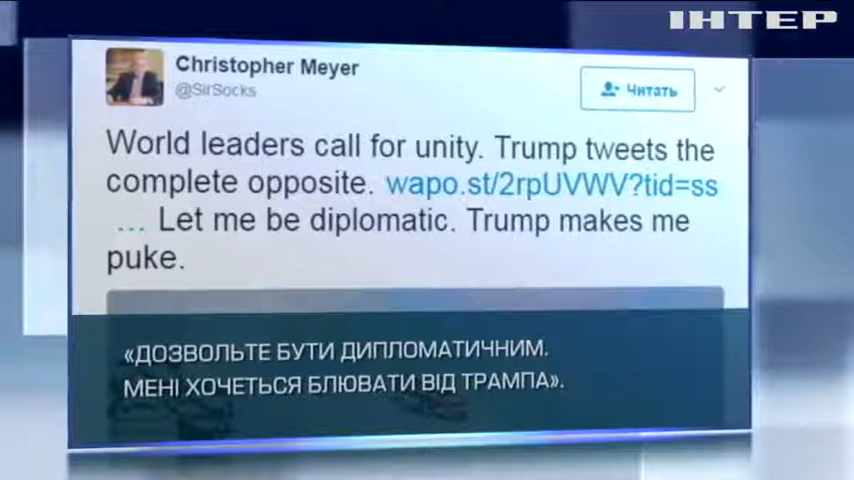 ІНТЕР
Christopher Meyer
@SirSocks
Читать
World leaders call for unity. Trump tweets the
complete opposite. wapo.st/2rpUVWV?tid=ss
... Let me be diplomatic. Trump makes me
puke.
«ДОЗВОЛЬТЕ БУТИ ДИПЛОМАТИЧНИМ.
МЕНІ ХОЧЕТЬСЯ БЛЮВАТИ ВІД ТРАМПА».